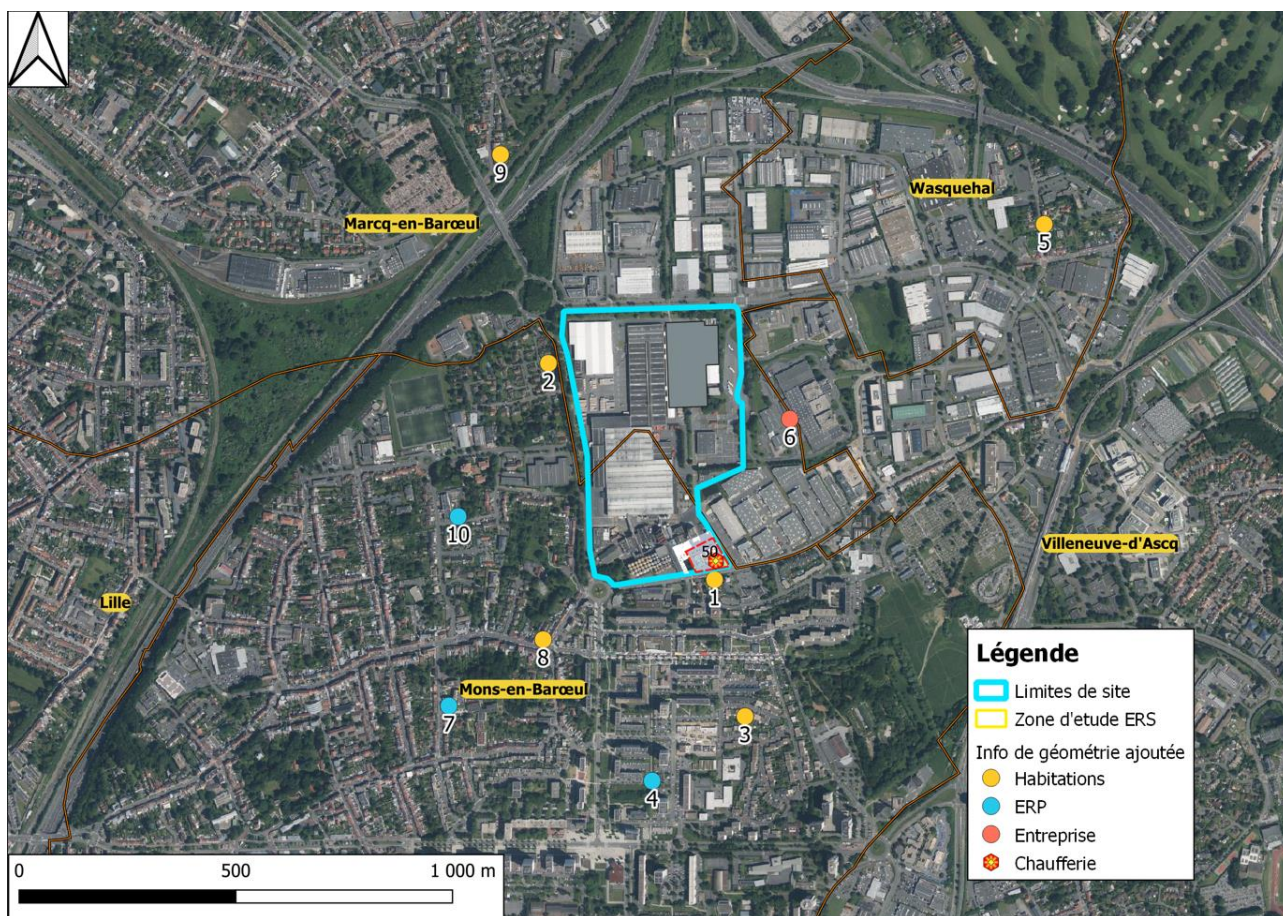 9
Wasquehal
Marcq-en-Barœul
5
2
6
10
50
Villeneuve-d'Ascq
1
Lille
8
Mons-en-Barœul
7
3
4
Légende
Limites de site
Zone d'etude ERS
Info de géométrie ajoutée
Habitations
ERP
Entreprise
Chaufferie
0 500 1 000 m